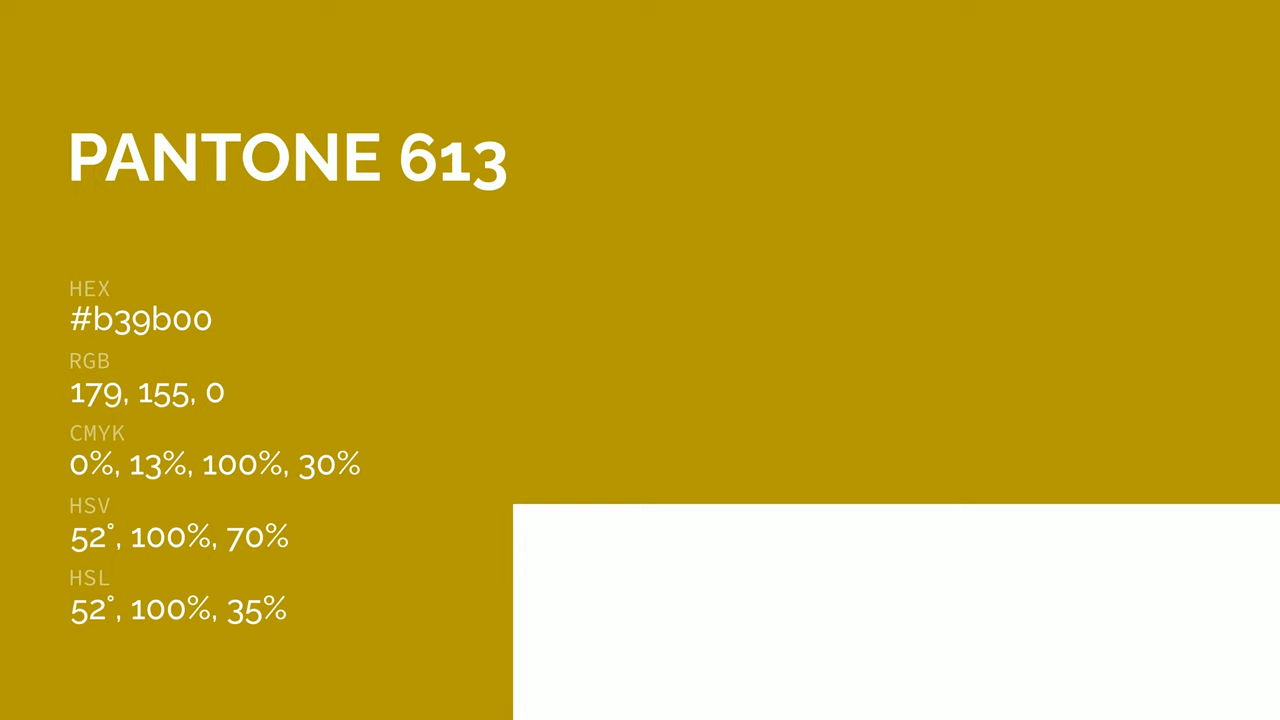 PANTONE 613
HEX
#b39b00
RGB
179, 155, 0
CMYK
0%, 13%, 100%, 30%
HSV
52°, 100%, 70%
HSL
52°, 100%, 35%